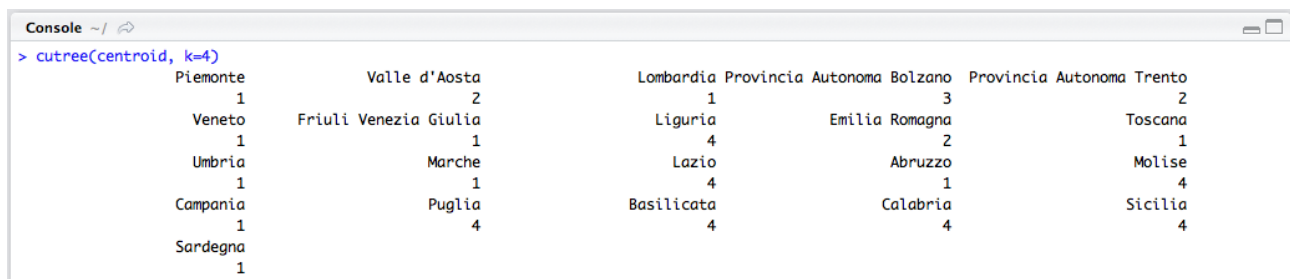 Console ~/
> cutree(centroid, k=4)
Piemonte Valle d'Aosta Lombardia Provincia Autonoma Bolzano Provincia Autonoma Trento
1 2 1 3 2
Veneto Friuli Venezia Giulia Liguria Emilia Romagna Toscana
1 1 4 2 1
Umbria Marche Lazio Abruzzo Molise
1 1 4 1 4
Campania Puglia Basilicata Calabria Sicilia
1 4 4 4 4
Sardegna
1